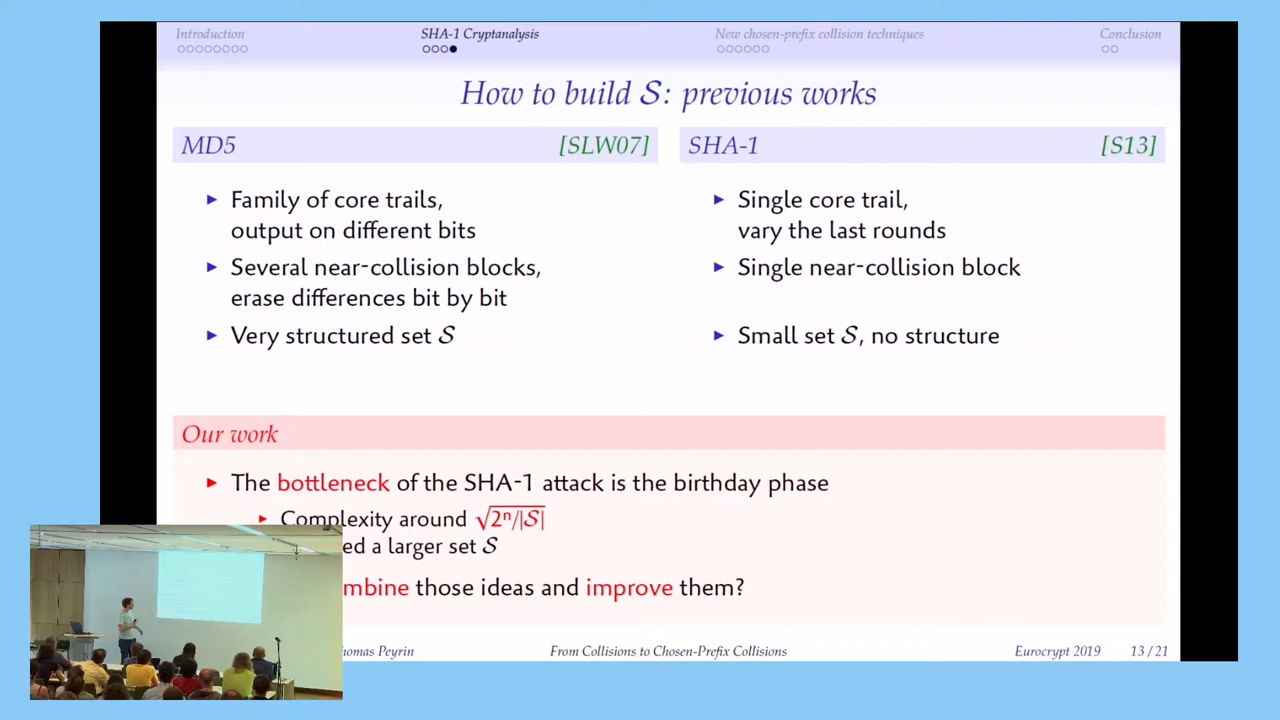 Introduction
SHA-1 Cryptanalysis
New chosen-prefix collision techniques
Conclusion
How to build S: previous works
MD5 [SLW07]
▸ Family of core trails,
output on different bits
▸ Several near-collision blocks,
erase differences bit by bit
▸ Very structured set S
SHA-1 [S13]
▸ Single core trail,
vary the last rounds
▸ Single near-collision block
▸ Small set S, no structure
Our work
▸ The bottleneck of the SHA-1 attack is the birthday phase
▸ Complexity around √2ⁿ/|S|
a larger set S
those ideas and improve them?
Peyrin
From Collisions to Chosen-Prefix Collisions
Eurocrypt 2019
13 / 21